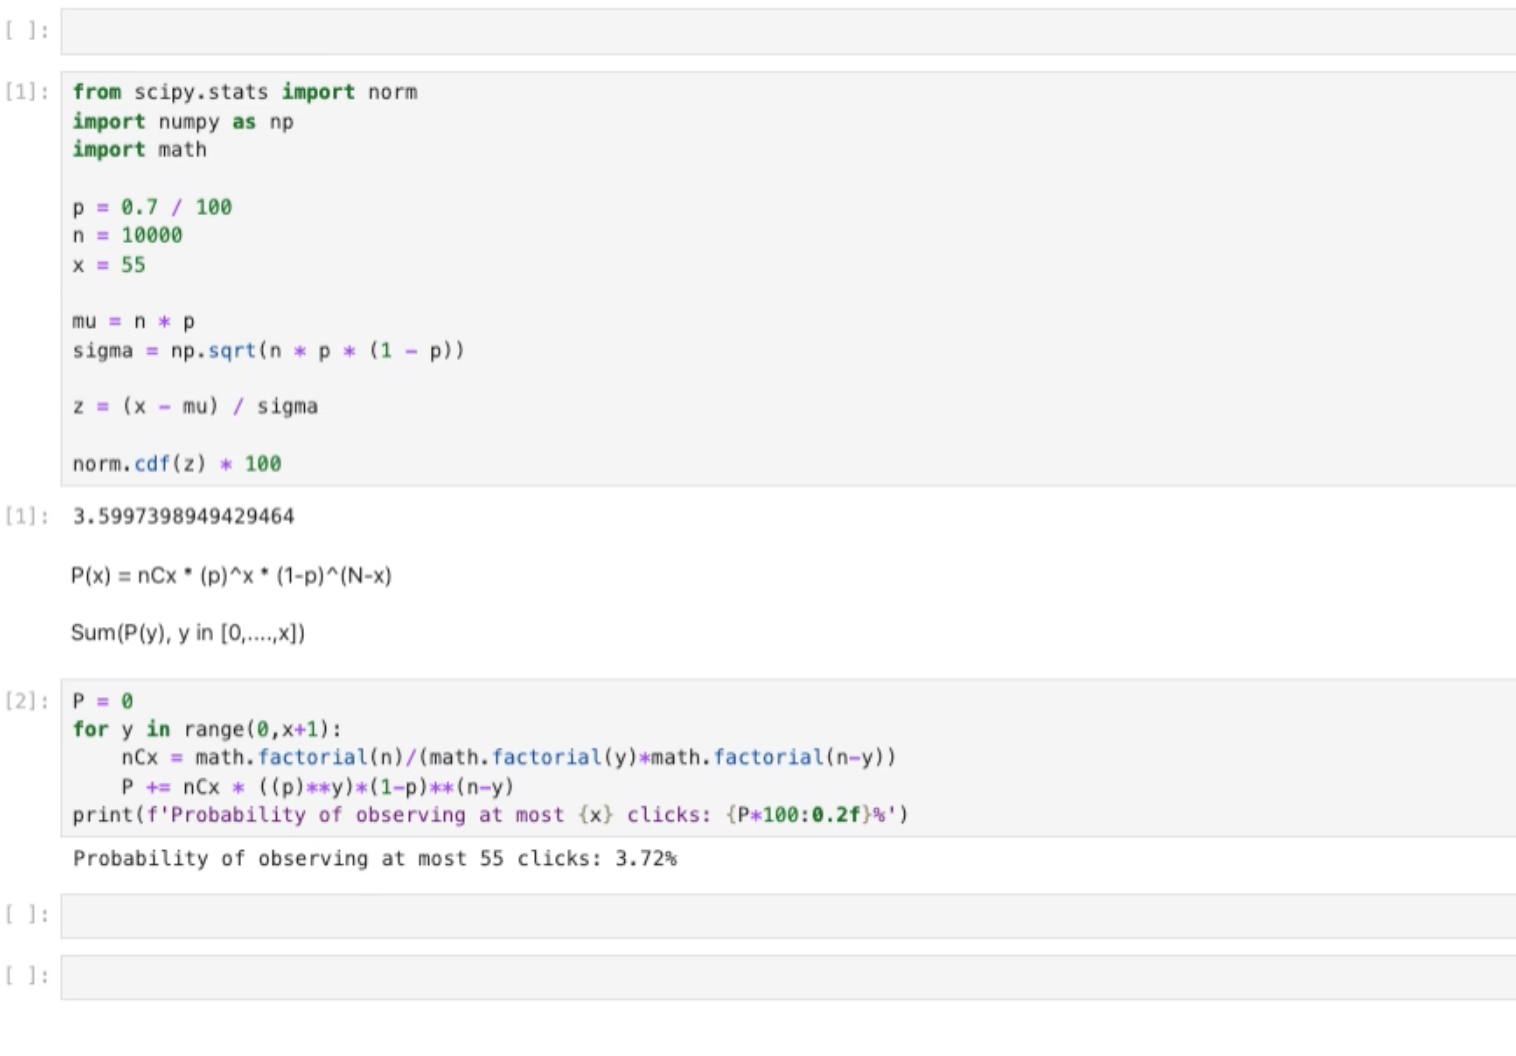 [ ]:
[1]: from scipy.stats import norm
import numpy as np
import math
p = 0.7 / 100
n = 10000
x = 55
mu = n * p
sigma = np.sqrt(n * p * (1 - p))
z = (x - mu) / sigma
norm.cdf(z) * 100
[1]: 3.5997398949429464
P(x) = nCx * (p)^x * (1-p)^(N-x)
Sum(P(y), y in [0,....,x])
[2]: P = 0
for y in range(0,x+1):
    nCx = math.factorial(n)/(math.factorial(y)*math.factorial(n-y))
    P += nCx * ((p)**y)*(1-p)**(n-y)
print(f'Probability of observing at most {x} clicks: {P*100:0.2f}%')
Probability of observing at most 55 clicks: 3.72%
[ ]:
[ ]: